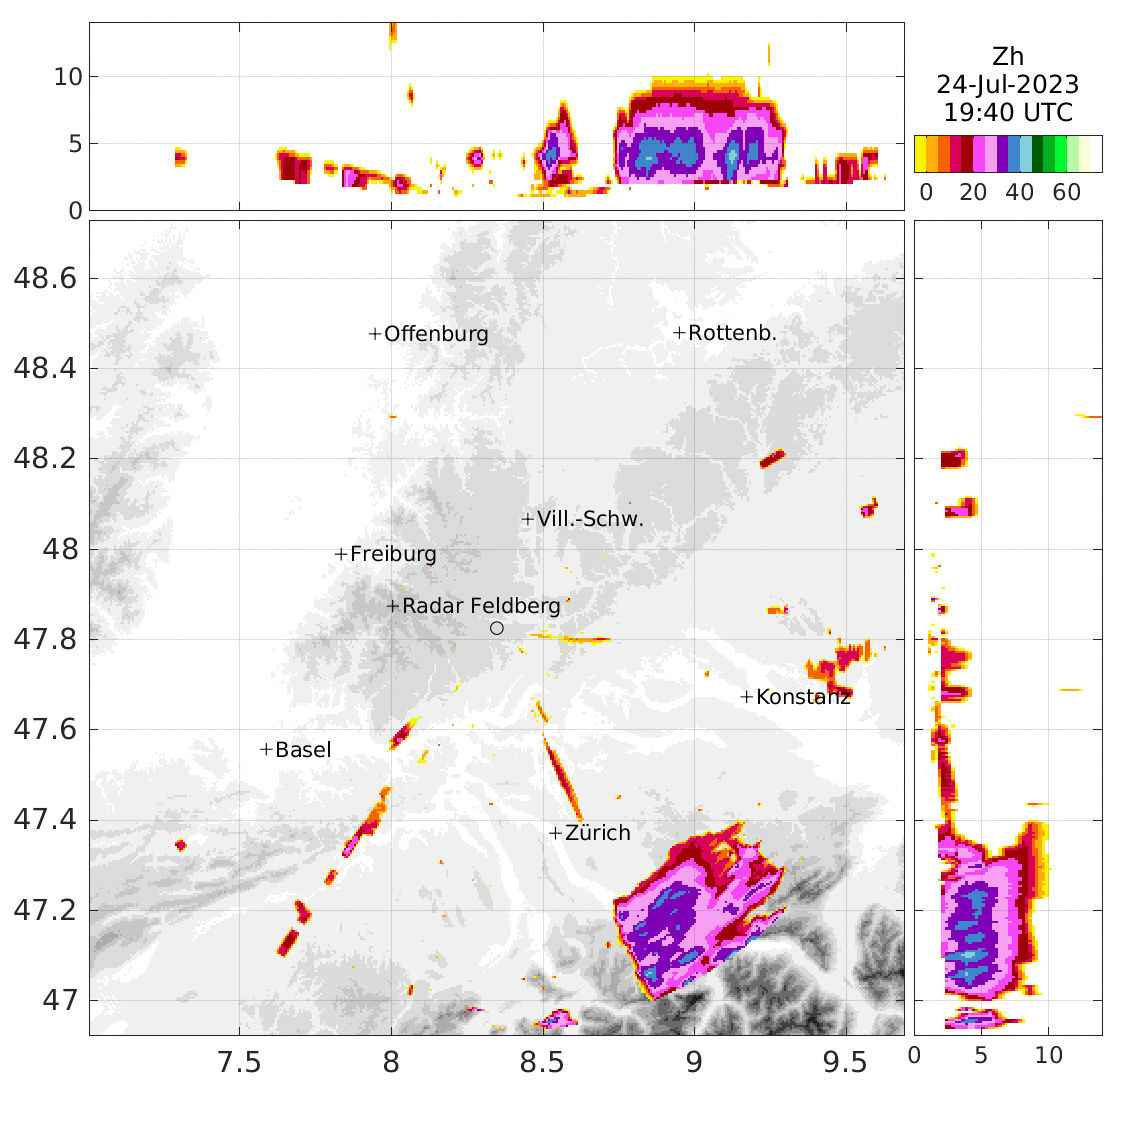 10
5
0
Zh
24-Jul-2023
19:40 UTC
0 20 40 60
48.6
48.4
48.2
48
47.8
47.6
47.4
47.2
47
+Offenburg
+Rottenb.
+Vill.-Schw.
+Freiburg
+Radar Feldberg
+Konstanz
+Basel
+Zürich
7.5 8 8.5 9 9.5
0 5 10